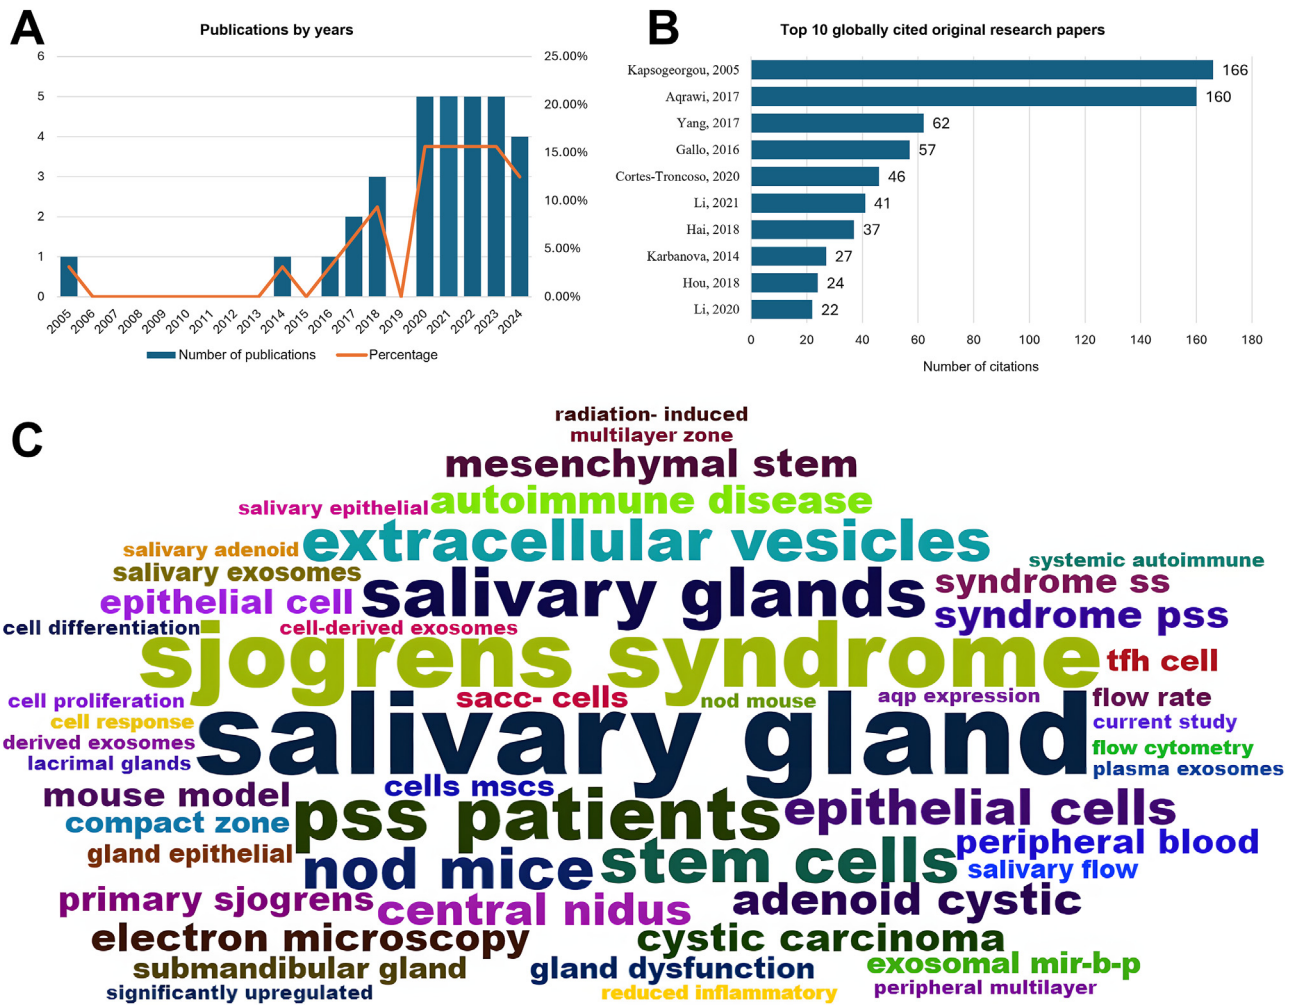 A
Publications by years
6
5
4
3
2
1
0
25.00%
20.00%
15.00%
10.00%
5.00%
0.00%
2005
2006
2007
2008
2009
2010
2011
2012
2013
2014
2015
2016
2017
2018
2019
2020
2021
2022
2023
2024
Number of publications
Percentage
B
Top 10 globally cited original research papers
Kapsogeorgou, 2005 166
Aqrawi, 2017 160
Yang, 2017 62
Gallo, 2016 57
Cortes-Troncoso, 2020 46
Li, 2021 41
Hai, 2018 37
Karbanova, 2014 27
Hou, 2018 24
Li, 2020 22
0 20 40 60 80 100 120 140 160 180
Number of citations
C
radiation- induced
multilayer zone
mesenchymal stem
salivary epithelial
autoimmune disease
salivary adenoid
extracellular vesicles
systemic autoimmune
salivary exosomes
syndrome ss
epithelial cell
salivary glands
syndrome pss
cell differentiation
cell-derived exosomes
sjogrens syndrome
tfh cell
cell proliferation
sacc- cells
nod mouse
aqp expression
flow rate
cell response
current study
derived exosomes
salivary gland
flow cytometry
lacrimal glands
plasma exosomes
mouse model
cells mscs
epithelial cells
compact zone
pss patients
peripheral blood
gland epithelial
nod mice
stem cells
salivary flow
primary sjogrens
central nidus
adenoid cystic
electron microscopy
cystic carcinoma
submandibular gland
gland dysfunction
exosomal mir-b-p
significantly upregulated
reduced inflammatory
peripheral multilayer